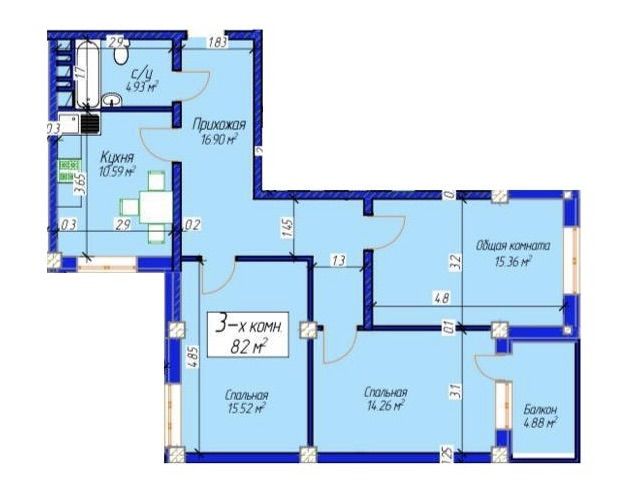 2.9
1.83
1.7
с/у
4.93 м²
Прихожая
16.90 м²
0.3
Кухня
10.59 м²
3.65
0.3
2.9
0.2
1.45
1.3
Общая комната
15.36 м²
3.2
4.8
0.1
3-х комн.
82 м²
4.85
Спальная
15.52 м²
Спальная
14.26 м²
3.1
Балкон
4.88 м²